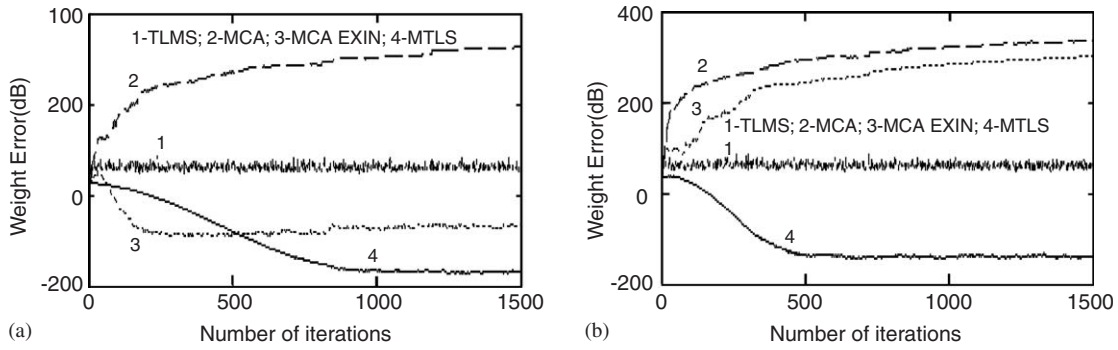 100
200
0
-200
Weight Error(dB)
1-TLMS; 2-MCA; 3-MCA EXIN; 4-MTLS
2
1
3
4
0 500 1000 1500
Number of iterations
(a)
400
200
0
-200
Weight Error(dB)
2
3
1-TLMS; 2-MCA; 3-MCA EXIN; 4-MTLS
1
4
0 500 1000 1500
Number of iterations
(b)